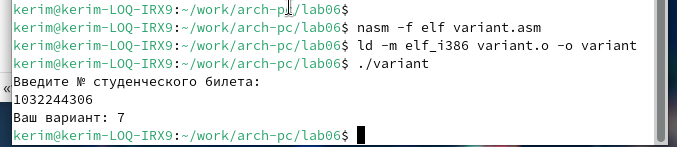 kerim@kerim-LOQ-IRX9:~/work/arch-pc/lab06$
kerim@kerim-LOQ-IRX9:~/work/arch-pc/lab06$ nasm -f elf variant.asm
kerim@kerim-LOQ-IRX9:~/work/arch-pc/lab06$ ld -m elf_i386 variant.o -o variant
kerim@kerim-LOQ-IRX9:~/work/arch-pc/lab06$ ./variant
Введите № студенческого билета:
1032244306
Ваш вариант: 7
kerim@kerim-LOQ-IRX9:~/work/arch-pc/lab06$